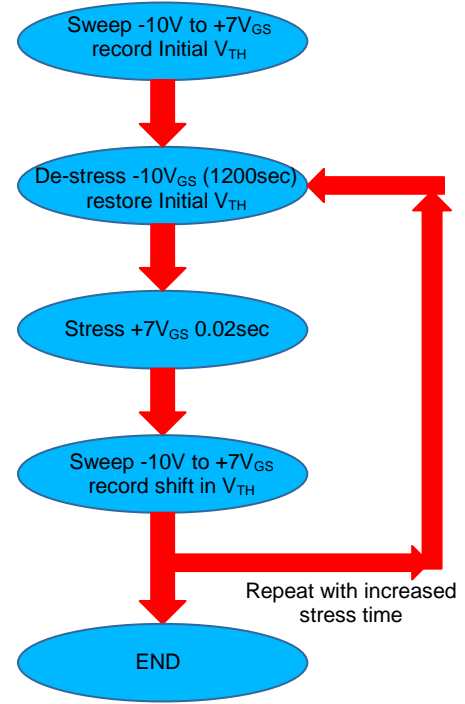 Sweep -10V to +7VGS
record Initial VTH
De-stress -10VGS (1200sec)
restore Initial VTH
Stress +7VGS 0.02sec
Sweep -10V to +7VGS
record shift in VTH
Repeat with increased
stress time
END